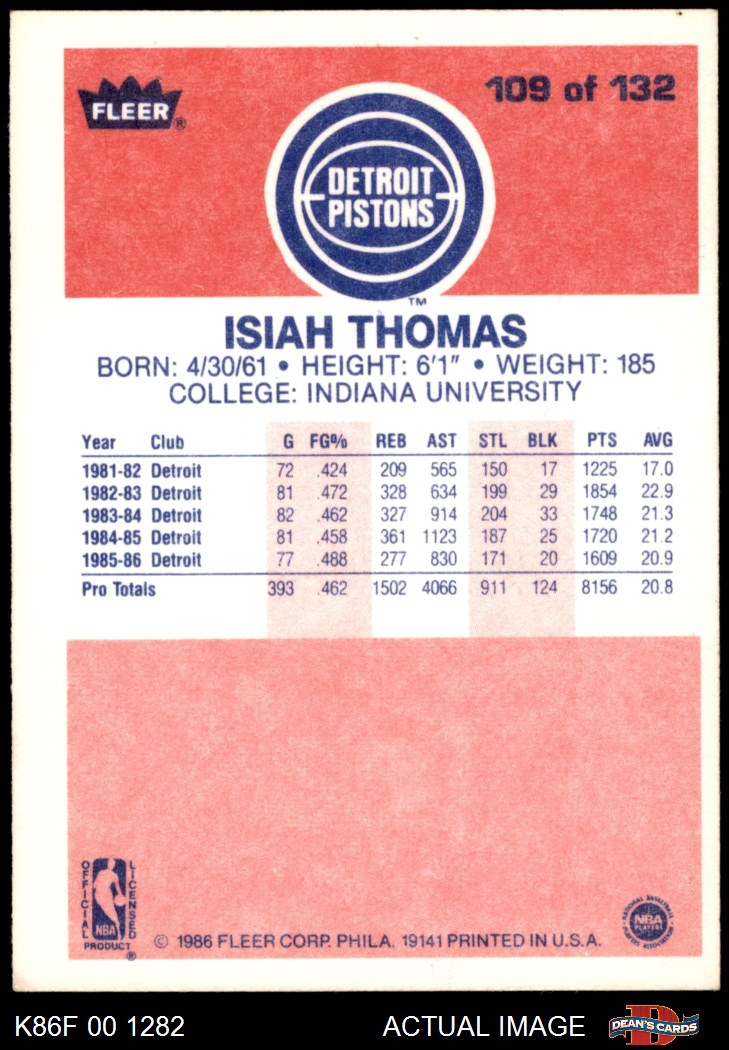 FLEER®
109 of 132
DETROIT
PISTONS
TM
ISIAH THOMAS
BORN: 4/30/61 • HEIGHT: 6'1" • WEIGHT: 185
COLLEGE: INDIANA UNIVERSITY
Year Club G FG% REB AST STL BLK PTS AVG
1981-82 Detroit 72 .424 209 565 150 17 1225 17.0
1982-83 Detroit 81 .472 328 634 199 29 1854 22.9
1983-84 Detroit 82 .462 327 914 204 33 1748 21.3
1984-85 Detroit 81 .458 361 1123 187 25 1720 21.2
1985-86 Detroit 77 .488 277 830 171 20 1609 20.9
Pro Totals 393 .462 1502 4066 911 124 8156 20.8
OFFICIAL
LICENSED
NBA
PRODUCT
®
NATIONAL BASKETBALL
NBA
PLAYERS
PLAYERS ASSOCIATION
© 1986 FLEER CORP. PHILA. 19141 PRINTED IN U.S.A.
K86F 00 1282
ACTUAL IMAGE
D
DEAN'S CARDS